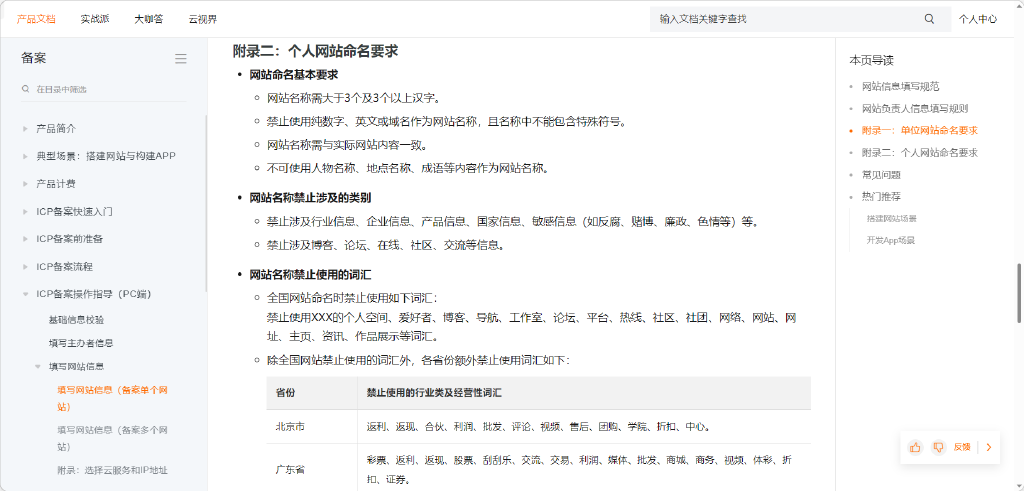 产品文档 实战派 大咖答 云视界 输入文档关键字查找 个人中心
备案
在目录中筛选
产品简介
典型场景：搭建网站与构建APP
产品计费
ICP备案快速入门
ICP备案前准备
ICP备案流程
ICP备案操作指导（PC端）
基础信息校验
填写主办者信息
填写网站信息
填写网站信息（备案单个网
站）
填写网站信息（备案多个网
站）
附录：选择云服务和IP地址
附录二：个人网站命名要求
网站命名基本要求
网站名称需大于3个及3个以上汉字。
禁止使用纯数字、英文或域名作为网站名称，且名称中不能包含特殊符号。
网站名称需与实际网站内容一致。
不可使用人物名称、地点名称、成语等内容作为网站名称。
网站名称禁止涉及的类别
禁止涉及行业信息、企业信息、产品信息、国家信息、敏感信息（如反腐、赌博、廉政、色情等）等。
禁止涉及博客、论坛、在线、社区、交流等信息。
网站名称禁止使用的词汇
全国网站命名时禁止使用如下词汇：
禁止使用XXX的个人空间、爱好者、博客、导航、工作室、论坛、平台、热线、社区、社团、网络、网站、网
址、主页、资讯、作品展示等词汇。
除全国网站禁止使用的词汇外，各省份额外禁止使用词汇如下：
省份 禁止使用的行业类及经营性词汇
北京市 返利、返现、合伙、利润、批发、评论、视频、售后、团购、学院、折扣、中心。
广东省 彩票、返利、返现、股票、刮刮乐、交流、交易、利润、媒体、批发、商城、商务、视频、体彩、折
扣、证券。
本页导读
网站信息填写规范
网站负责人信息填写规则
附录一：单位网站命名要求
附录二：个人网站命名要求
常见问题
热门推荐
搭建网站场景
开发App场景
反馈